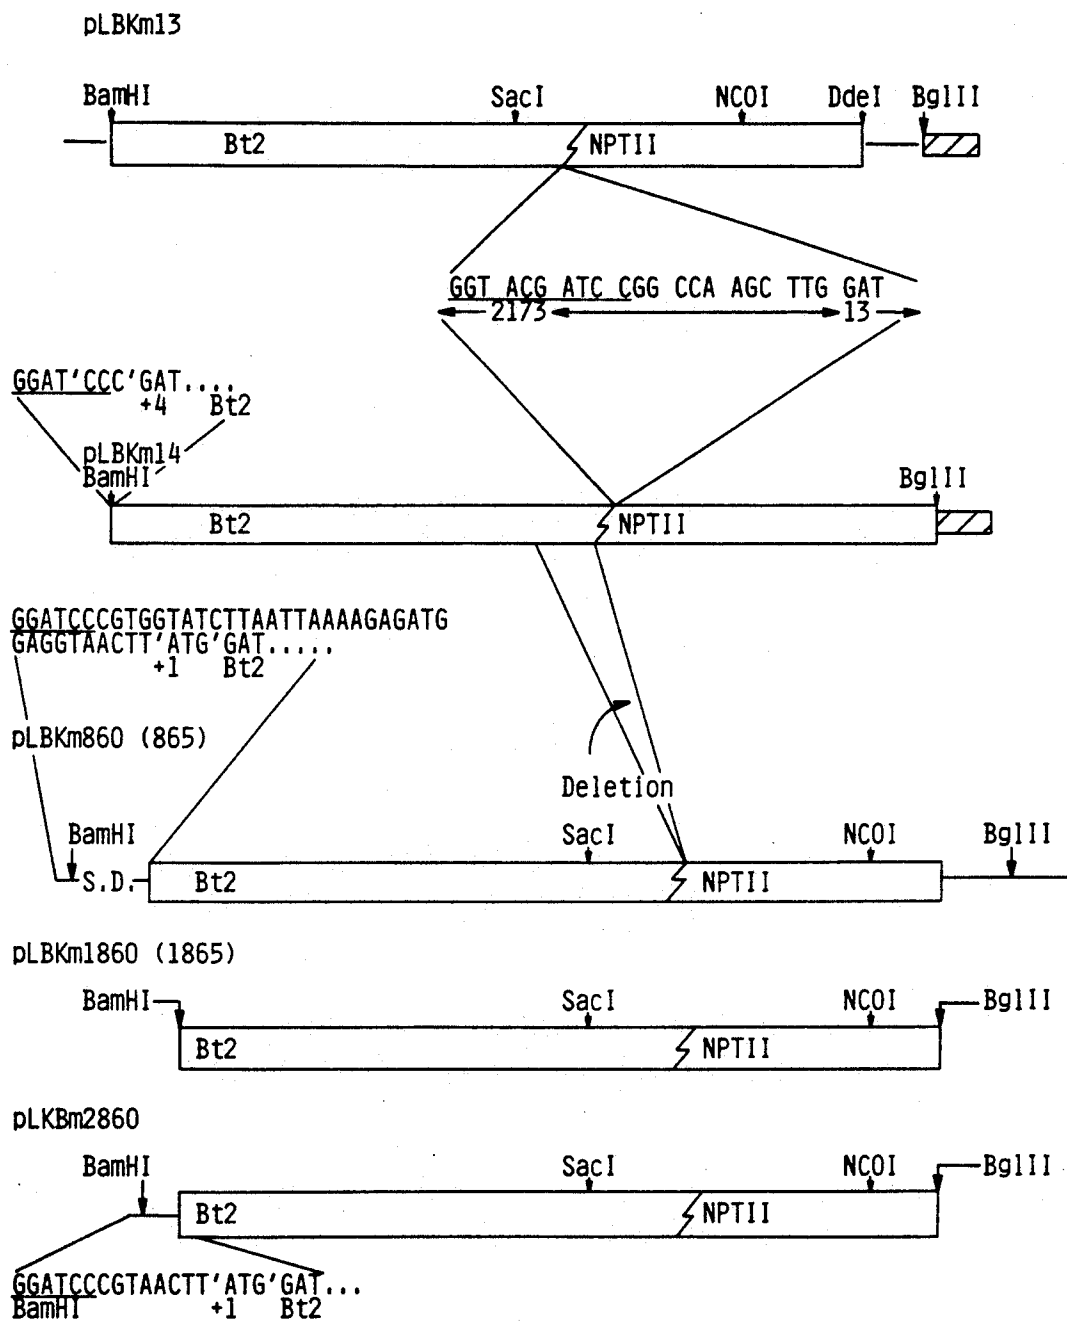 pLBKm13
BamHI SacI NCOI DdeI BglII
Bt2 NPTII
GGT ACG ATC CGG CCA AGC TTG GAT
2173 13
GGAT'CCC'GAT....
+4 Bt2
pLBKm14
BamHI BglII
Bt2 NPTII
GGATCCCGTGGTATCTTAATTAAAAGAGATG
GAGGTAACTT'ATG'GAT.....
+1 Bt2
pLBKm860 (865)
Deletion
BamHI SacI NCOI BglII
S.D. Bt2 NPTII
pLBKm1860 (1865)
BamHI SacI NCOI BglII
Bt2 NPTII
pLKBm2860
BamHI SacI NCOI BglII
Bt2 NPTII
GGATCCCGTAACTT'ATG'GAT...
BamHI +1 Bt2